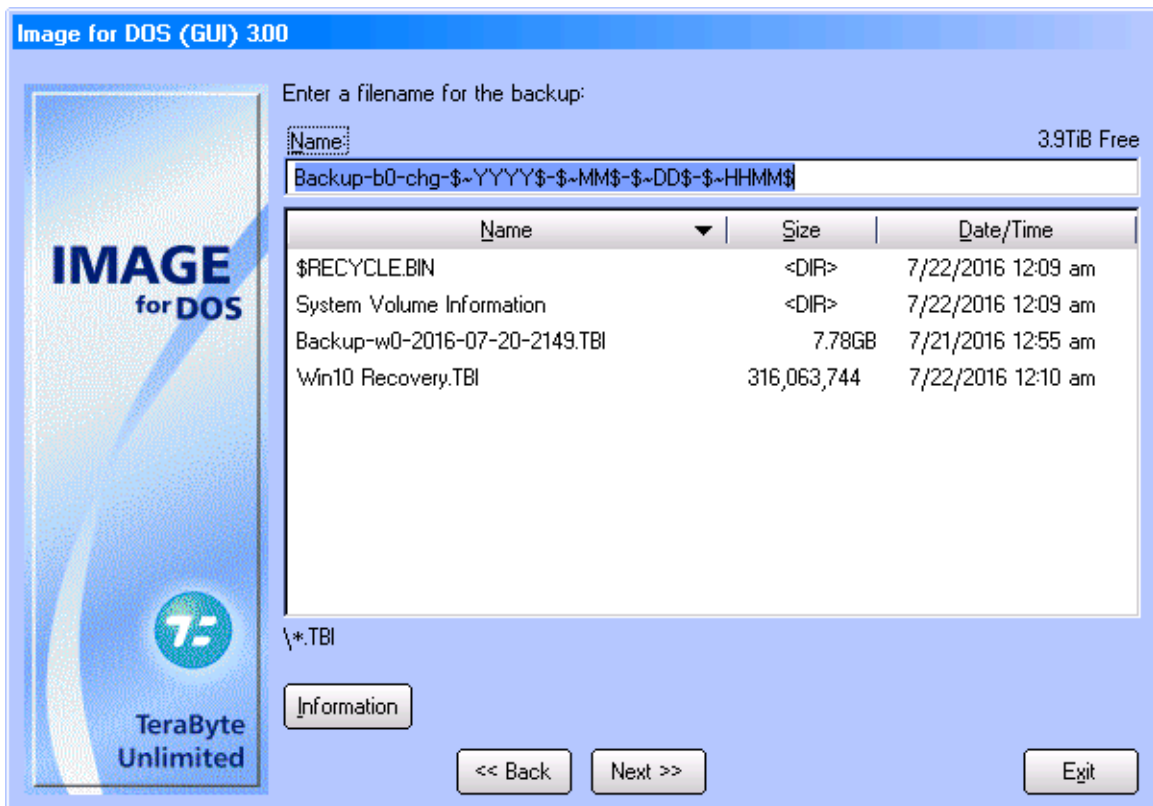 Image for DOS (GUI) 3.00
Enter a filename for the backup:
Name: 3.9TiB Free
Backup-b0-chg-$~YYYY$-$~MM$-$~DD$-$~HHMM$
Name Size Date/Time
$RECYCLE.BIN <DIR> 7/22/2016 12:09 am
System Volume Information <DIR> 7/22/2016 12:09 am
Backup-w0-2016-07-20-2149.TBI 7.78GB 7/21/2016 12:55 am
Win10 Recovery.TBI 316,063,744 7/22/2016 12:10 am
IMAGE
for DOS
\*.TBI
Information
TeraByte
Unlimited
<< Back Next >> Exit